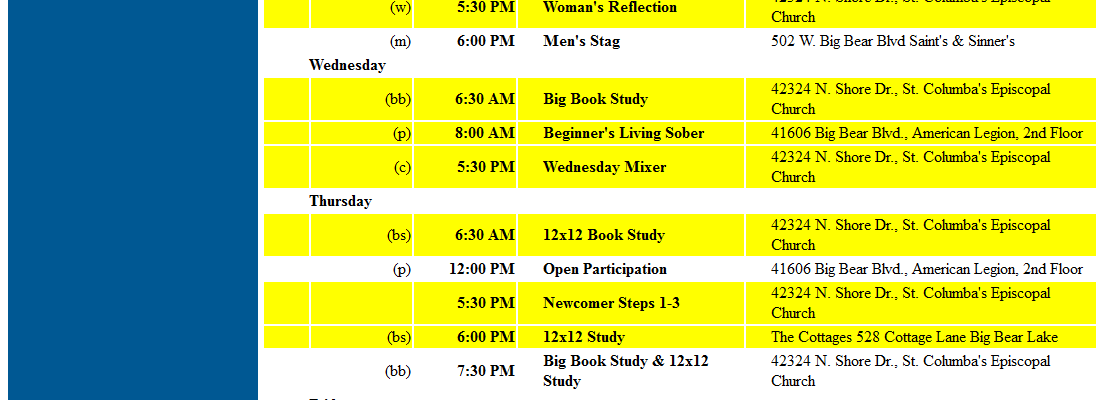 (w) 5:30 PM Woman's Reflection 42324 N. Shore Dr., St. Columba's Episcopal
Church
(m) 6:00 PM Men's Stag 502 W. Big Bear Blvd Saint's & Sinner's
Wednesday
(bb) 6:30 AM Big Book Study 42324 N. Shore Dr., St. Columba's Episcopal
Church
(p) 8:00 AM Beginner's Living Sober 41606 Big Bear Blvd., American Legion, 2nd Floor
(c) 5:30 PM Wednesday Mixer 42324 N. Shore Dr., St. Columba's Episcopal
Church
Thursday
(bs) 6:30 AM 12x12 Book Study 42324 N. Shore Dr., St. Columba's Episcopal
Church
(p) 12:00 PM Open Participation 41606 Big Bear Blvd., American Legion, 2nd Floor
5:30 PM Newcomer Steps 1-3 42324 N. Shore Dr., St. Columba's Episcopal
Church
(bs) 6:00 PM 12x12 Study The Cottages 528 Cottage Lane Big Bear Lake
(bb) 7:30 PM Big Book Study & 12x12 42324 N. Shore Dr., St. Columba's Episcopal
Study Church